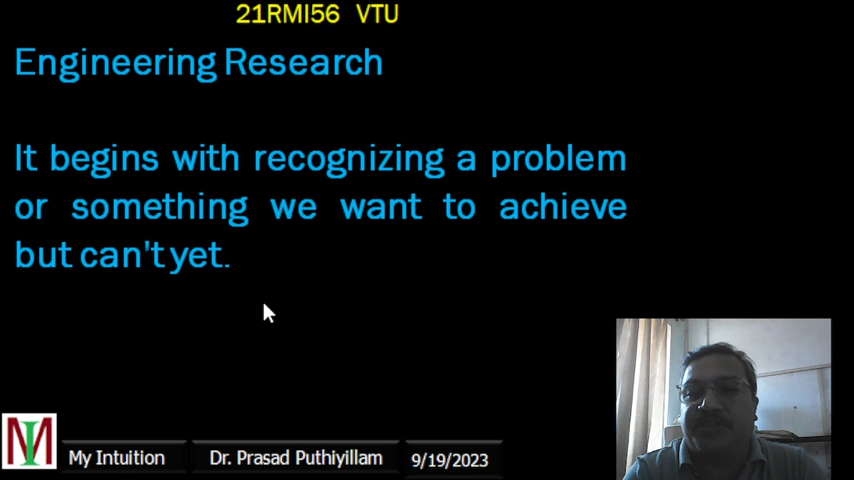 21RMI56 VTU
Engineering Research
It begins with recognizing a problem
or something we want to achieve
but can't yet.
MI
My Intuition
Dr. Prasad Puthiyillam
9/19/2023